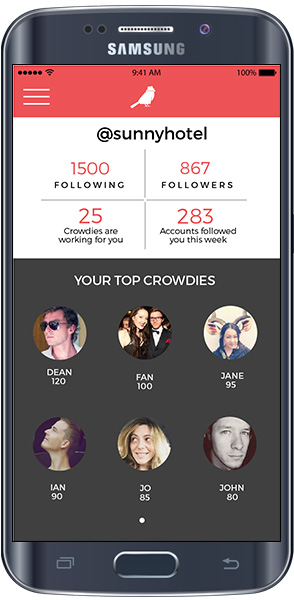 SAMSUNG
9:41 AM 100%
@sunnyhotel
1500 867
FOLLOWING FOLLOWERS
25 283
Crowdies are Accounts followed
working for you you this week
YOUR TOP CROWDIES
DEAN FAN JANE
120 100 95
IAN JO JOHN
90 85 80